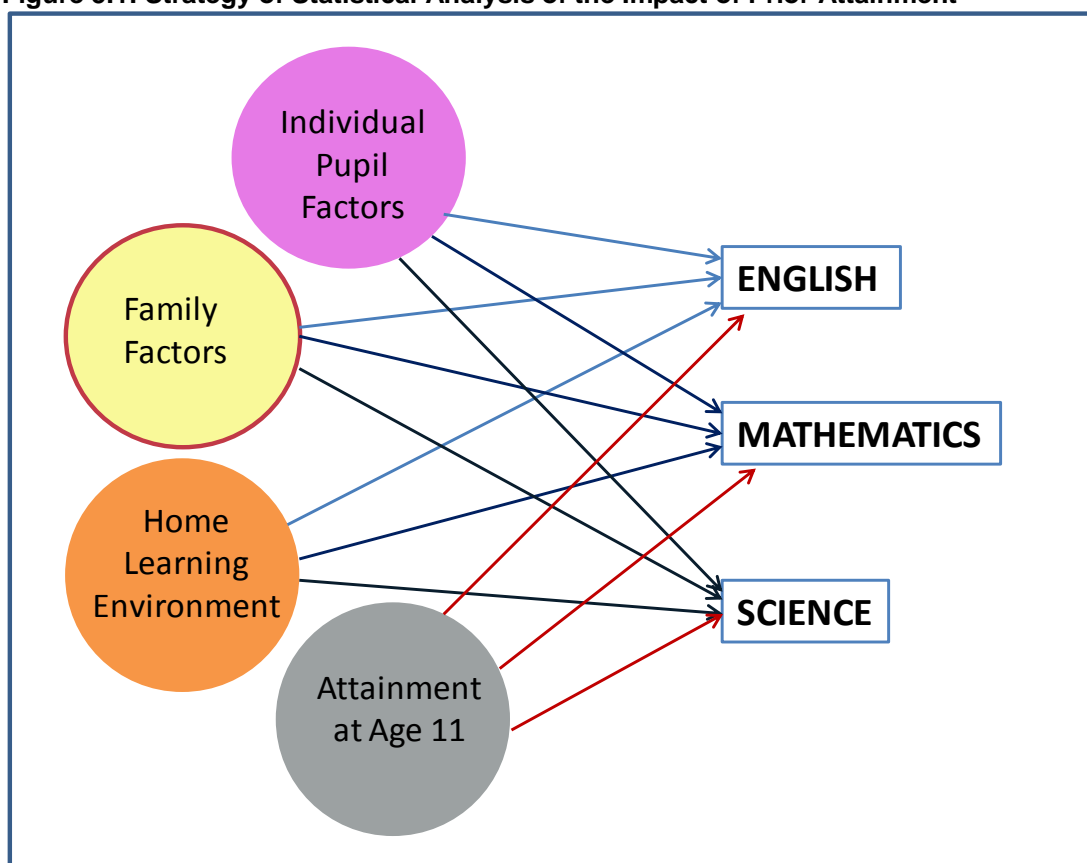 Individual
Pupil
Factors
Family
Factors
Home
Learning
Environment
Attainment
at Age 11
ENGLISH
MATHEMATICS
SCIENCE